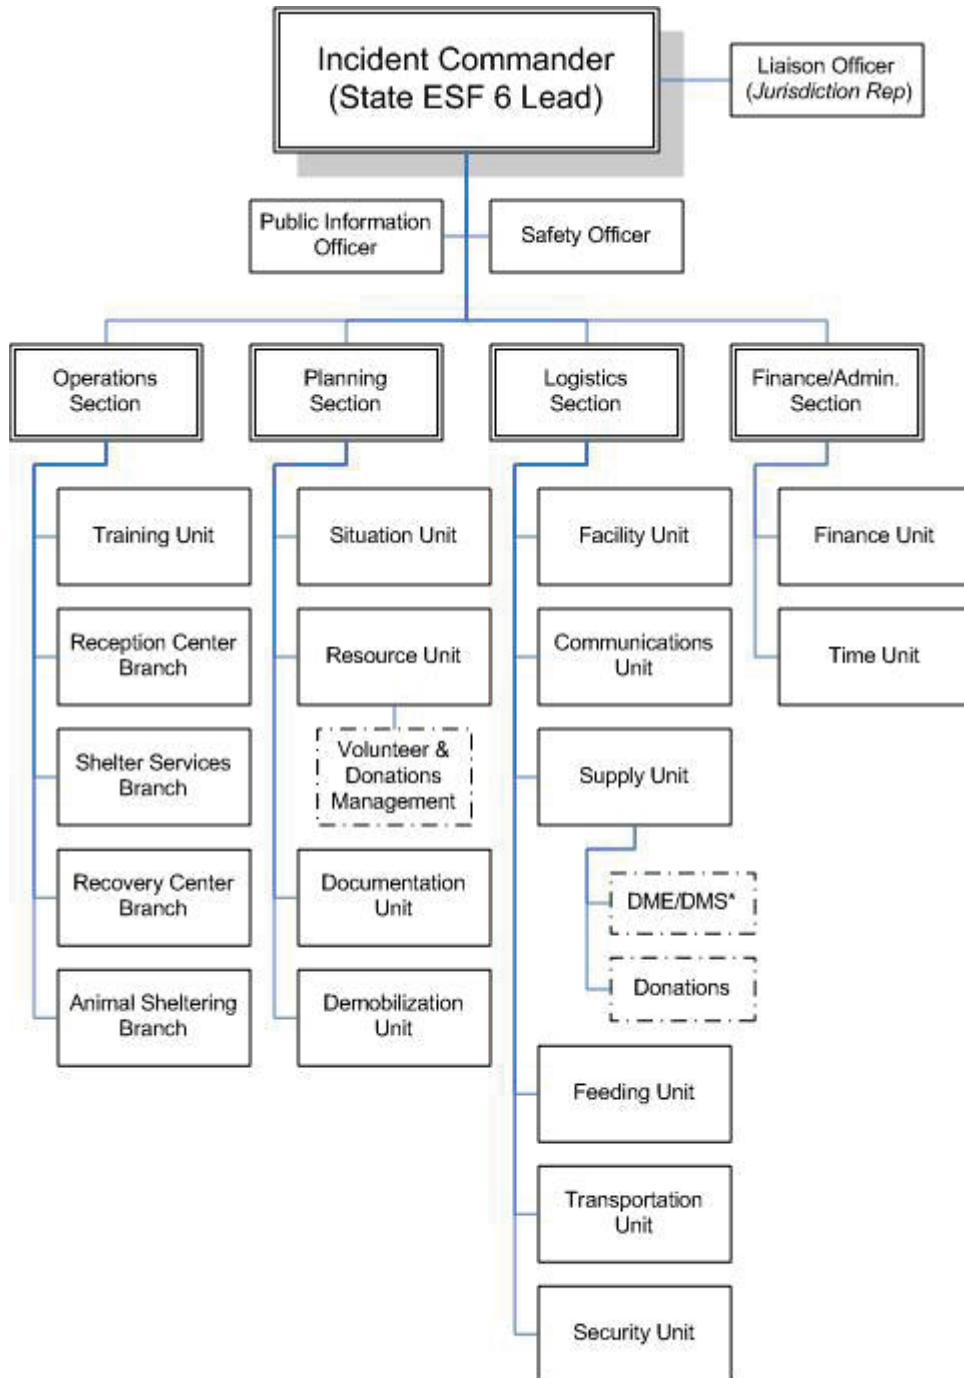 Incident Commander
(State ESF 6 Lead)
Liaison Officer
(Jurisdiction Rep)
Public Information
Officer
Safety Officer
Operations
Section
Planning
Section
Logistics
Section
Finance/Admin.
Section
Training Unit
Reception Center
Branch
Shelter Services
Branch
Recovery Center
Branch
Animal Sheltering
Branch
Situation Unit
Resource Unit
Volunteer &
Donations
Management
Documentation
Unit
Demobilization
Unit
Facility Unit
Communications
Unit
Supply Unit
DME/DMS*
Donations
Feeding Unit
Transportation
Unit
Security Unit
Finance Unit
Time Unit